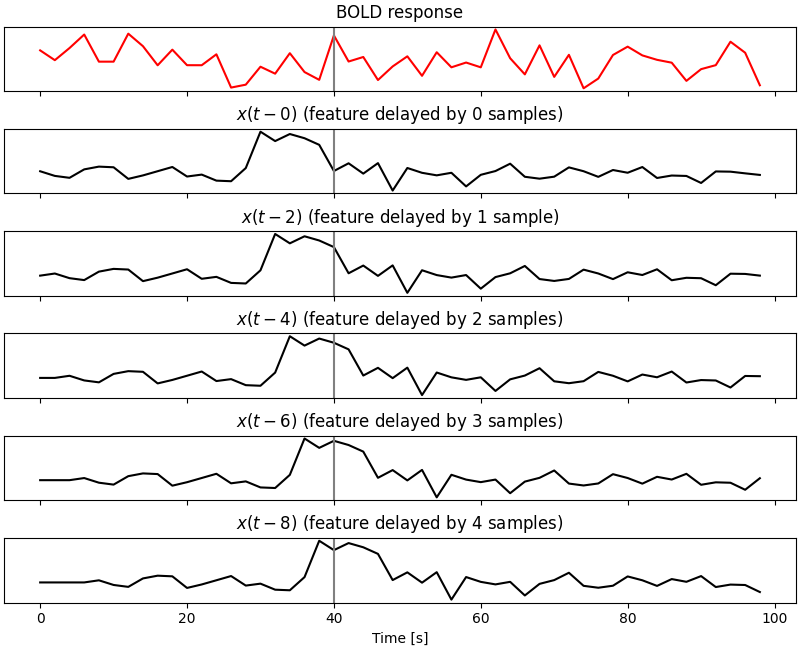 BOLD response
x(t − 0) (feature delayed by 0 samples)
x(t − 2) (feature delayed by 1 sample)
x(t − 4) (feature delayed by 2 samples)
x(t − 6) (feature delayed by 3 samples)
x(t − 8) (feature delayed by 4 samples)
0 20 40 60 80 100
Time [s]